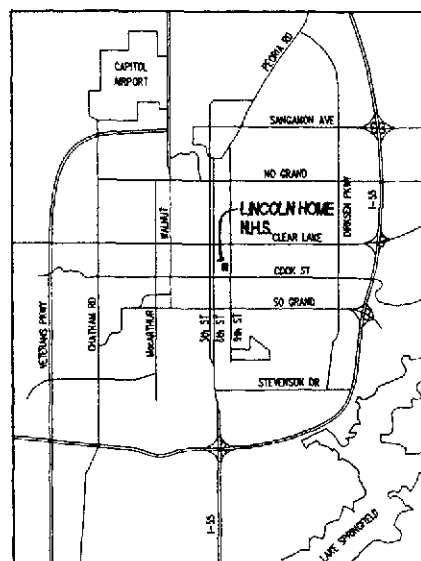 CAPITOL
AIRPORT
PEORIA RD
SANGAMON AVE
NO GRAND
I-55
DIRKSEN PKWY
WALNUT
LINCOLN HOME
N.H.S.
CLEAR LAKE
COOK ST
SO GRAND
VETERANS PKWY
CHATHAM RD
MacARTHUR
5th ST
6th ST
9th ST
STEVENSON DR
I-55
LAKE SPRINGFIELD